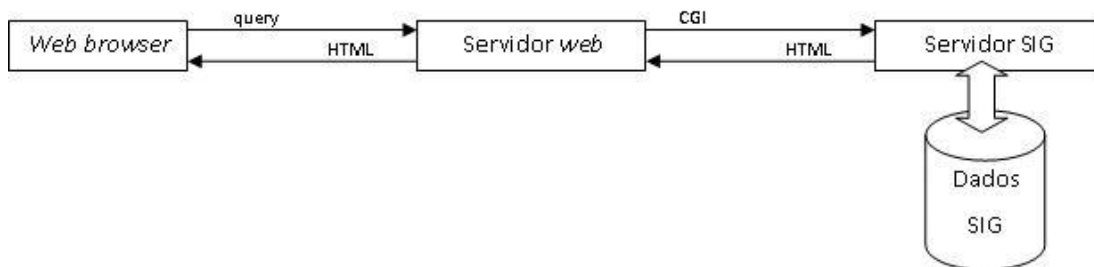 query
CGI
Web browser
Servidor web
Servidor SIG
HTML
HTML
Dados
SIG